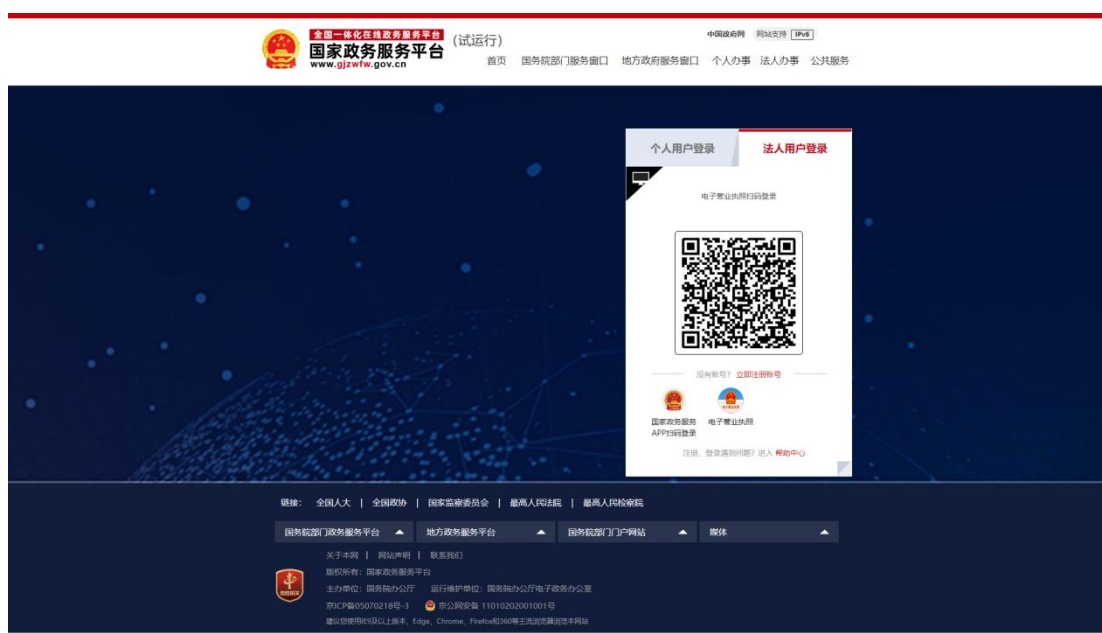 全国一体化在线政务服务平台
国家政务服务平台
www.gjzwfw.gov.cn
(试运行)
中国政府网 网站支持 IPv6
首页 国务院部门服务窗口 地方政府服务窗口 个人办事 法人办事 公共服务
个人用户登录 法人用户登录
电子营业执照扫码登录
没有账号? 立即注册账号
国家政务服务 电子营业执照
APP扫码登录
注册、登录遇到问题? 进入 帮助中心
链接: 全国人大 | 全国政协 | 国家监察委员会 | 最高人民法院 | 最高人民检察院
国务院部门政务服务平台 地方政务服务平台 国务院部门门户网站 媒体
关于本网 | 网站声明 | 联系我们
版权所有: 国家政务服务平台
主办单位: 国务院办公厅 运行维护单位: 国务院办公厅电子政务办公室
京ICP备05070218号-3 京公网安备 11010202001001号
建议您使用IE9及以上版本、Edge、Chrome、Firefox和360等主流浏览器浏览本网站
党政机关